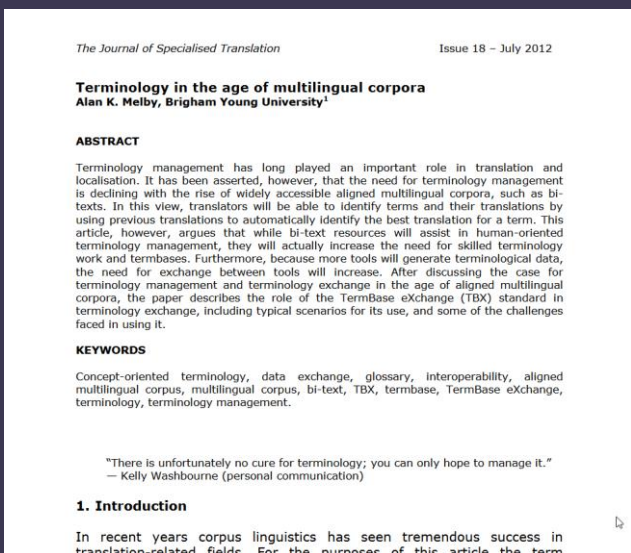 The Journal of Specialised Translation Issue 18 – July 2012
Terminology in the age of multilingual corpora
Alan K. Melby, Brigham Young University¹
ABSTRACT
Terminology management has long played an important role in translation and
localisation. It has been asserted, however, that the need for terminology management
is declining with the rise of widely accessible aligned multilingual corpora, such as bi-
texts. In this view, translators will be able to identify terms and their translations by
using previous translations to automatically identify the best translation for a term. This
article, however, argues that while bi-text resources will assist in human-oriented
terminology management, they will actually increase the need for skilled terminology
work and termbases. Furthermore, because more tools will generate terminological data,
the need for exchange between tools will increase. After discussing the case for
terminology management and terminology exchange in the age of aligned multilingual
corpora, the paper describes the role of the TermBase eXchange (TBX) standard in
terminology exchange, including typical scenarios for its use, and some of the challenges
faced in using it.
KEYWORDS
Concept-oriented terminology, data exchange, glossary, interoperability, aligned
multilingual corpus, multilingual corpus, bi-text, TBX, termbase, TermBase eXchange,
terminology, terminology management.
"There is unfortunately no cure for terminology; you can only hope to manage it."
— Kelly Washbourne (personal communication)
1. Introduction
In recent years corpus linguistics has seen tremendous success in
translation-related fields. For the purposes of this article the term